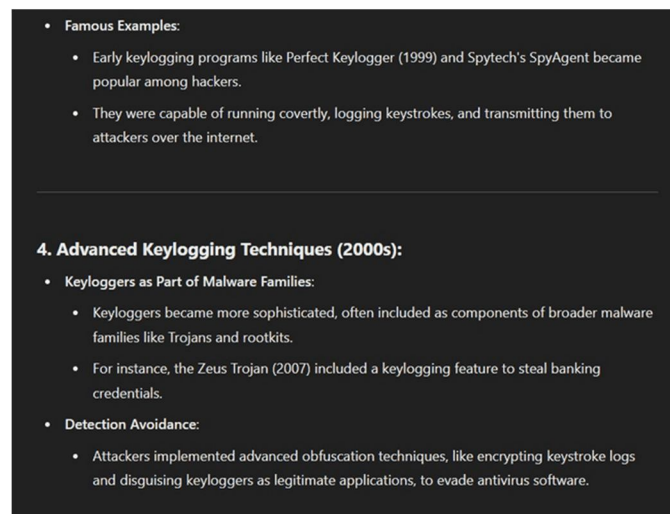 • Famous Examples:
• Early keylogging programs like Perfect Keylogger (1999) and Spytech's SpyAgent became
popular among hackers.
• They were capable of running covertly, logging keystrokes, and transmitting them to
attackers over the internet.
4. Advanced Keylogging Techniques (2000s):
• Keyloggers as Part of Malware Families:
• Keyloggers became more sophisticated, often included as components of broader malware
families like Trojans and rootkits.
• For instance, the Zeus Trojan (2007) included a keylogging feature to steal banking
credentials.
• Detection Avoidance:
• Attackers implemented advanced obfuscation techniques, like encrypting keystroke logs
and disguising keyloggers as legitimate applications, to evade antivirus software.